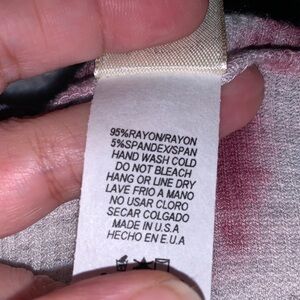 95%RAYON/RAYON
5%SPANDEX/SPAN
HAND WASH COLD
DO NOT BLEACH
HANG OR LINE DRY
LAVE FRIO A MANO
NO USAR CLORO
SECAR COLGADO
MADE IN U.S.A
HECHO EN E.U.A